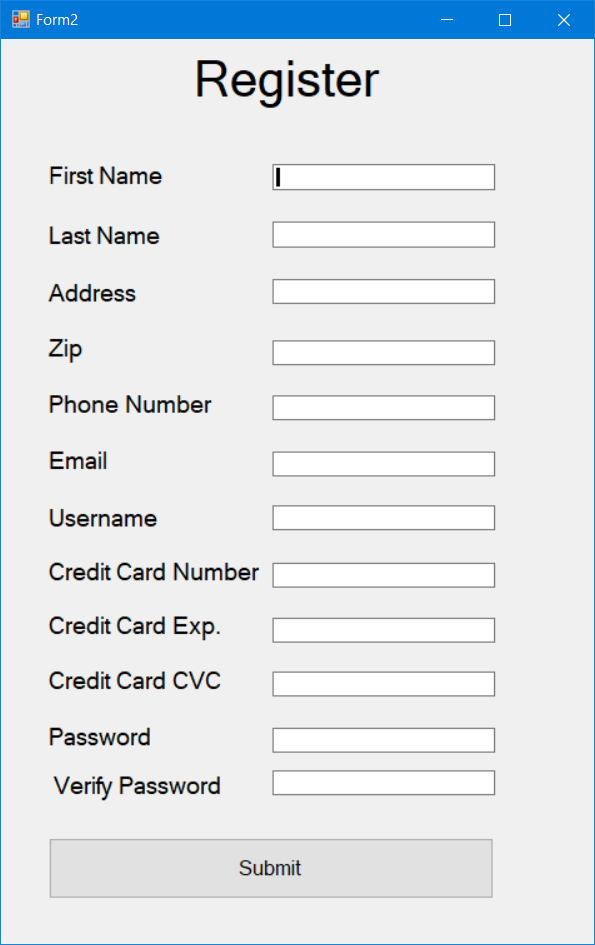 Form2
Register
First Name
Last Name
Address
Zip
Phone Number
Email
Username
Credit Card Number
Credit Card Exp.
Credit Card CVC
Password
Verify Password
Submit